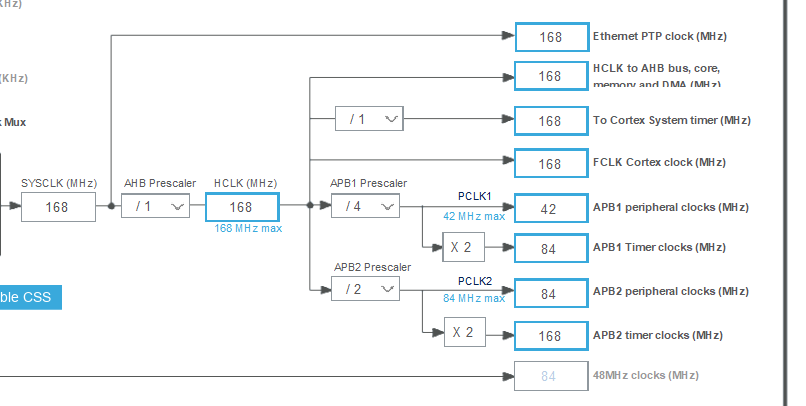 KHz)
168
Ethernet PTP clock (MHz)
168
HCLK to AHB bus, core,
memory and DMA (MHz)
(KHz)
/ 1
168
To Cortex System timer (MHz)
Mux
168
FCLK Cortex clock (MHz)
SYSCLK (MHz)
AHB Prescaler
HCLK (MHz)
APB1 Prescaler
168
/ 1
168
168 MHz max
/ 4
PCLK1
42 MHz max
42
APB1 peripheral clocks (MHz)
X 2
84
APB1 Timer clocks (MHz)
APB2 Prescaler
/ 2
PCLK2
84 MHz max
84
APB2 peripheral clocks (MHz)
ble CSS
X 2
168
APB2 timer clocks (MHz)
84
48MHz clocks (MHz)